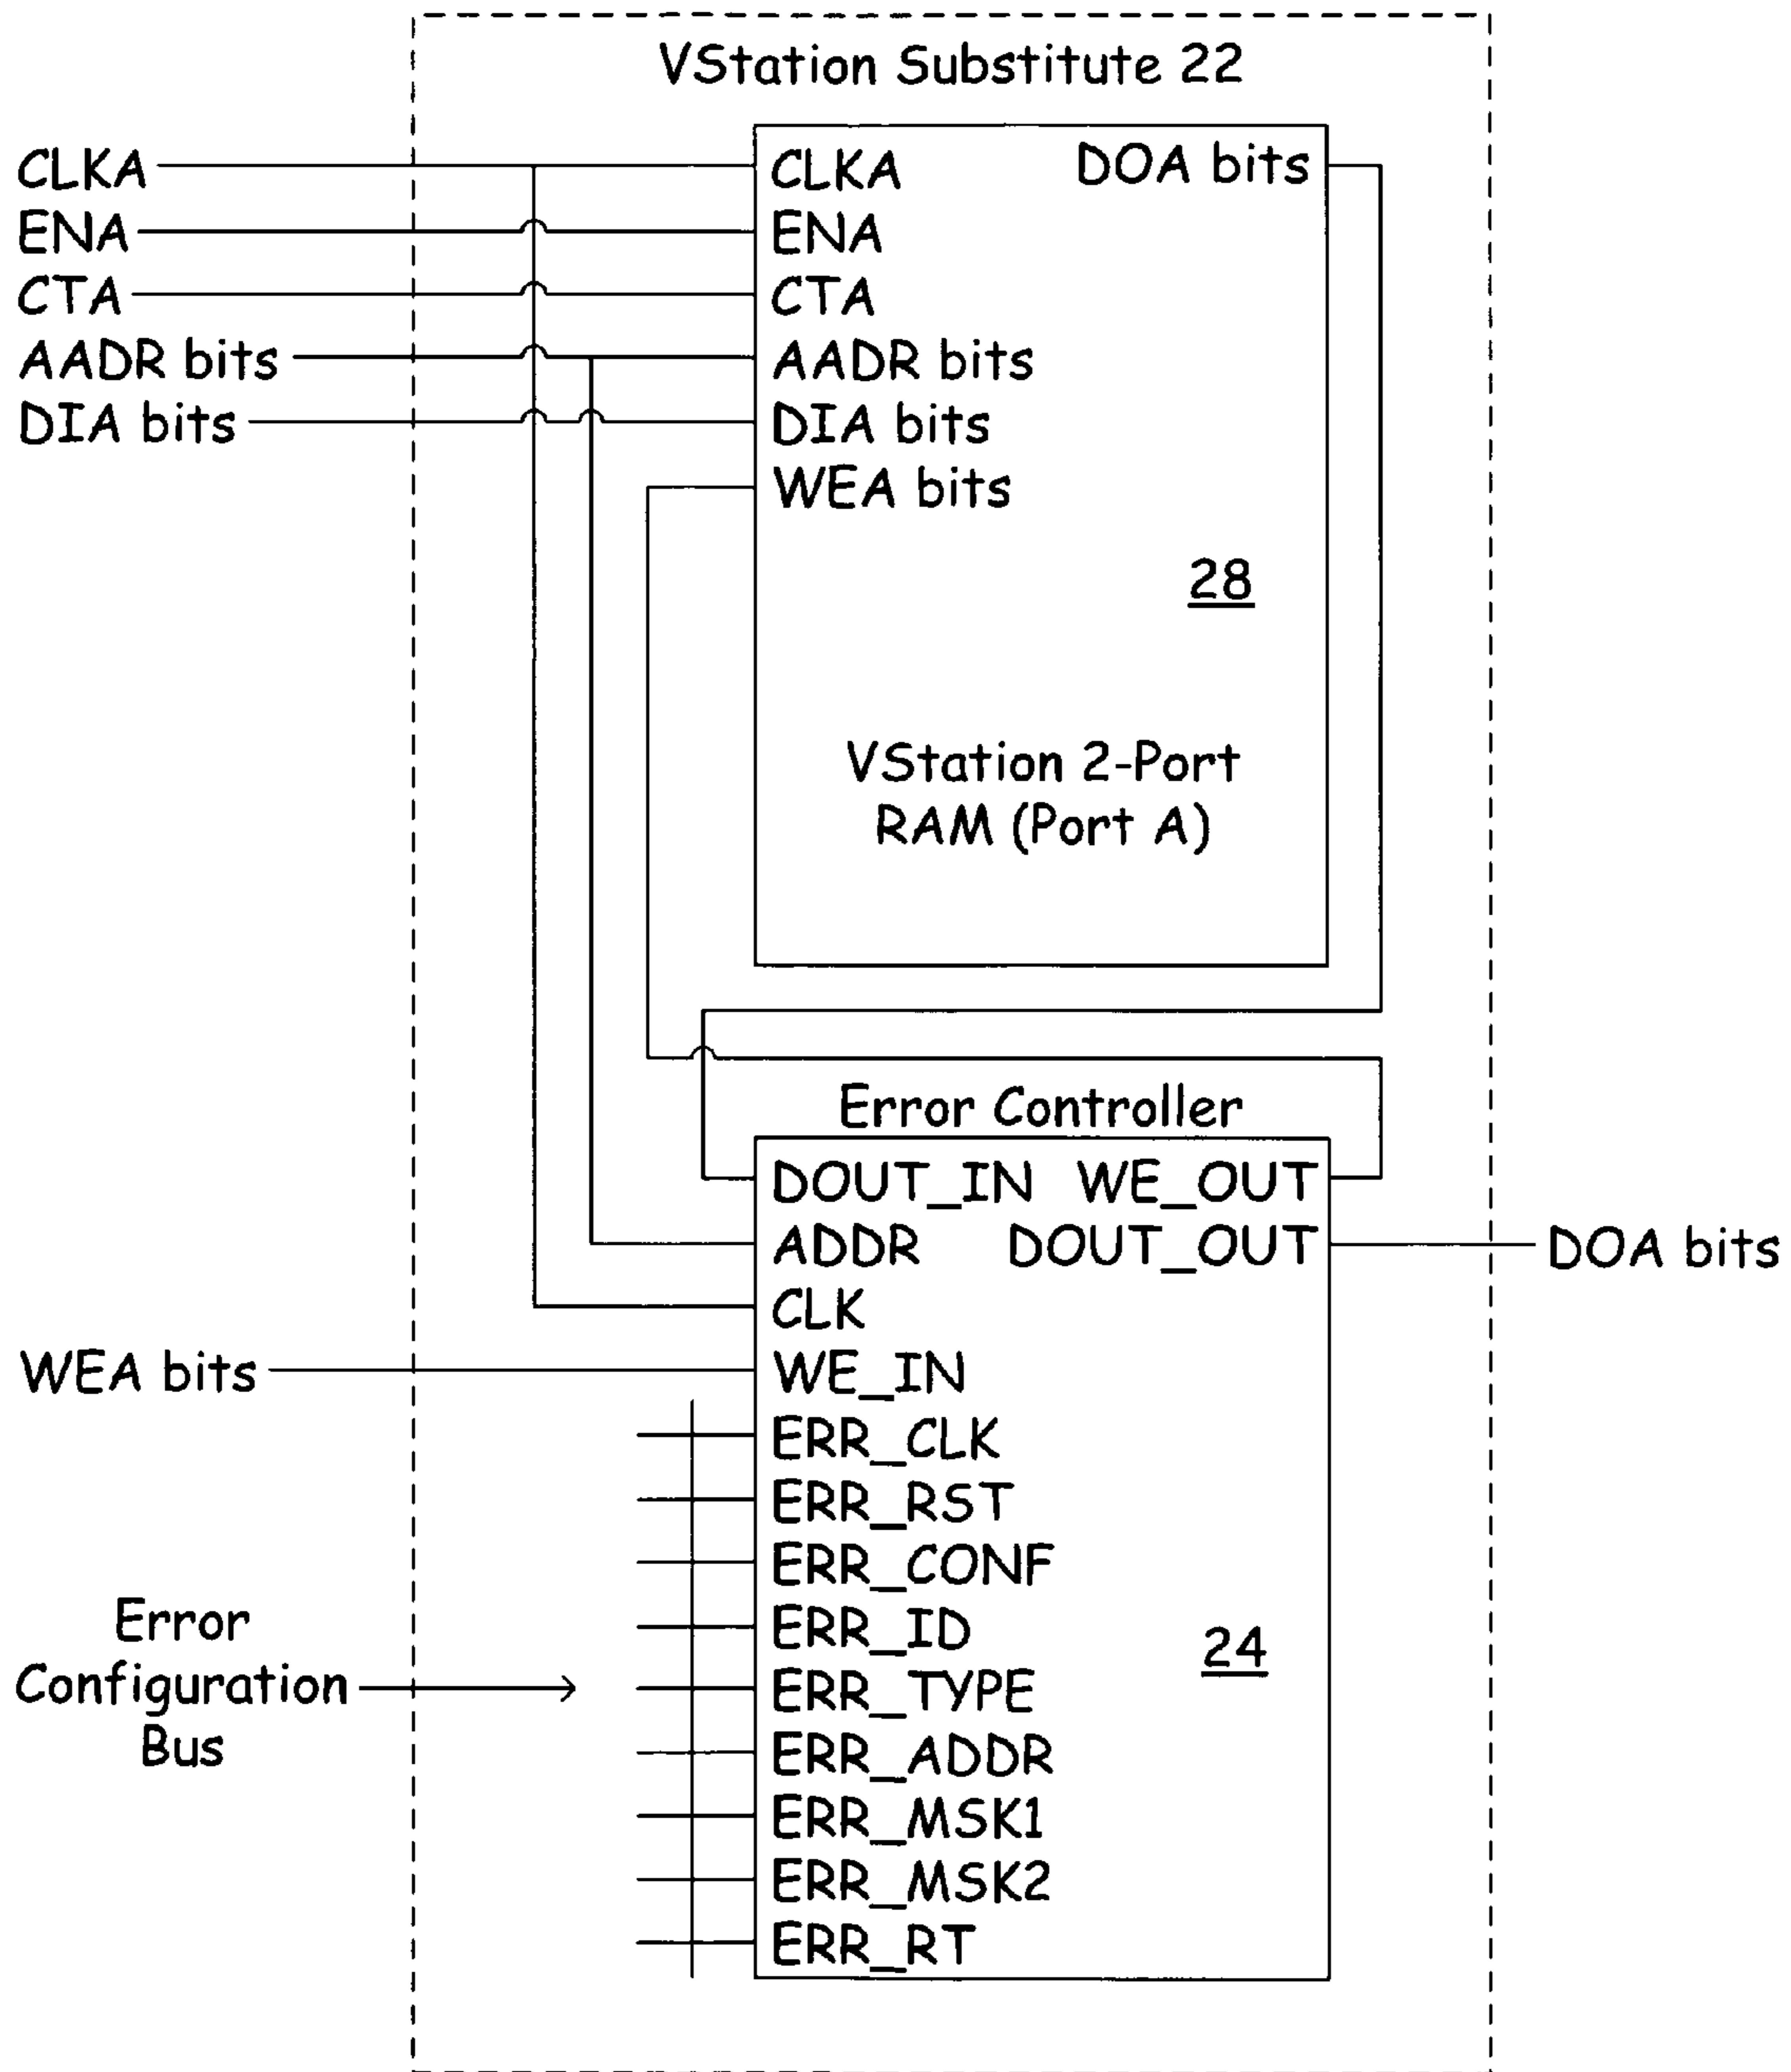 VStation Substitute 22
CLKA
ENA
CTA
AADR bits
DIA bits
CLKA
DOA bits
ENA
CTA
AADR bits
DIA bits
WEA bits
28
VStation 2-Port
RAM (Port A)
Error Controller
DOUT_IN WE_OUT
ADDR DOUT_OUT
DOA bits
CLK
WEA bits
WE_IN
ERR_CLK
ERR_RST
ERR_CONF
ERR_ID
24
ERR_TYPE
ERR_ADDR
ERR_MSK1
ERR_MSK2
ERR_RT
Error
Configuration
Bus